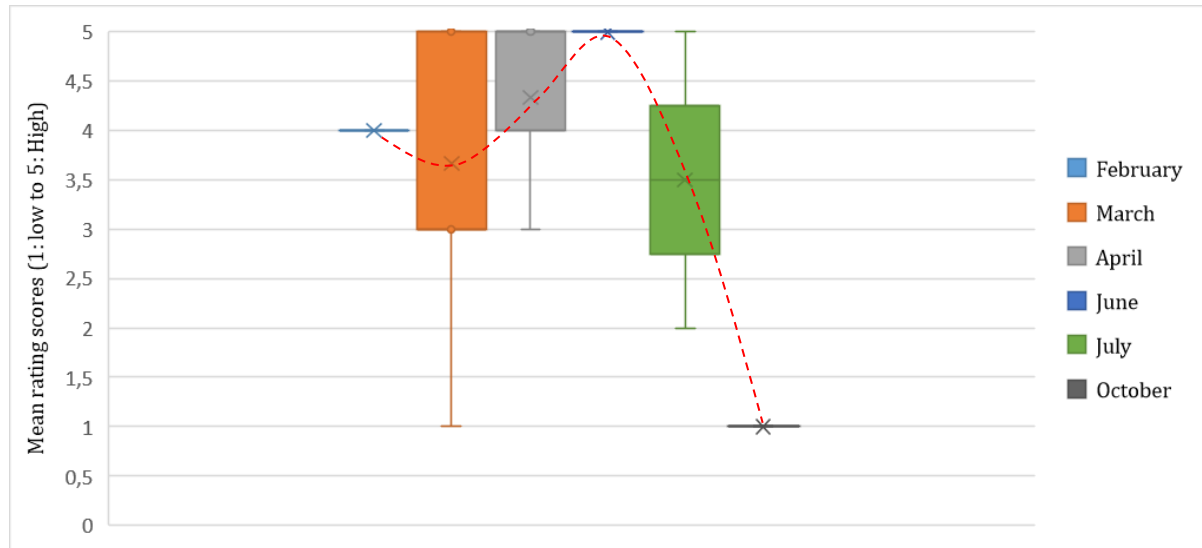 Mean rating scores (1: low to 5: High)
5
4,5
4
3,5
3
2,5
2
1,5
1
0,5
0
February
March
April
June
July
October